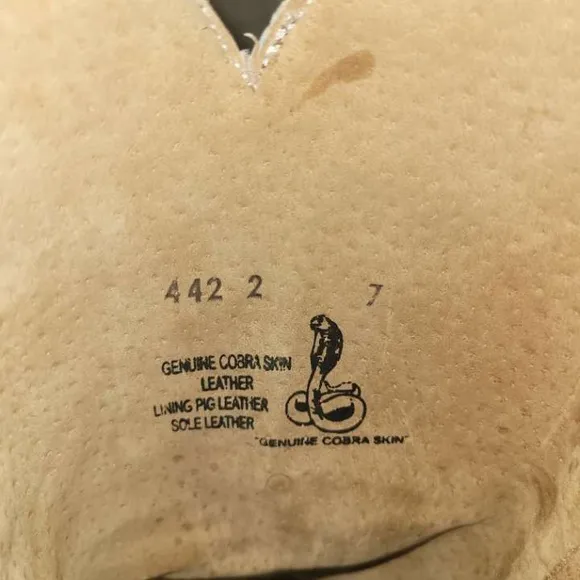 442 2 7
GENUINE COBRA SKIN
LEATHER
LINING PIG LEATHER
SOLE LEATHER
"GENUINE COBRA SKIN"